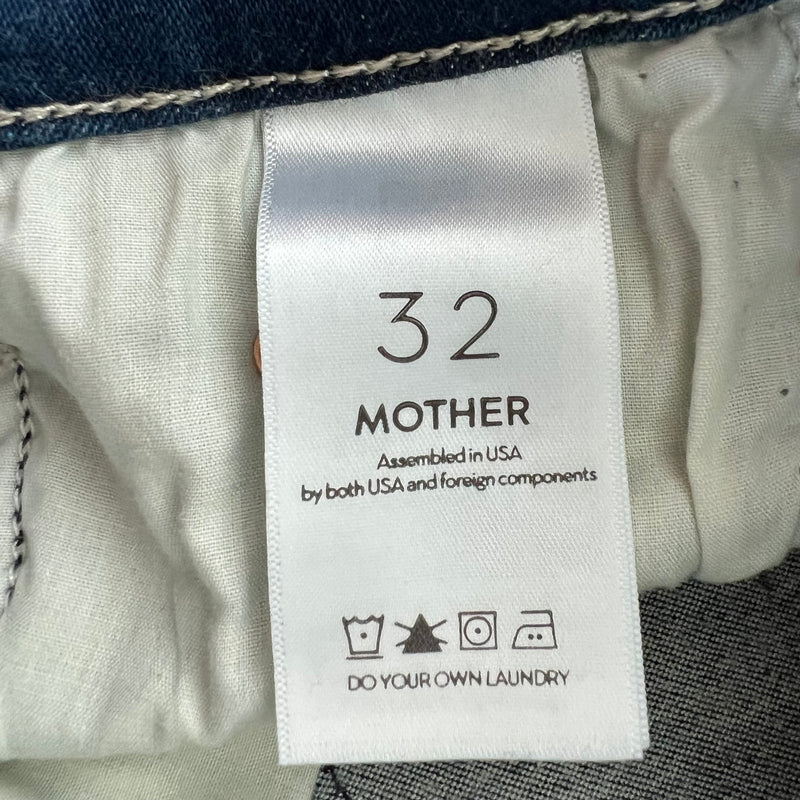 32
MOTHER
Assembled in USA
by both USA and foreign components
DO YOUR OWN LAUNDRY